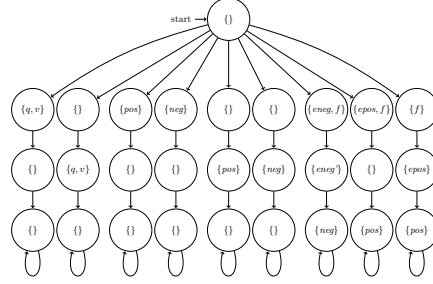 start {}
{q, v} {} {pos} {neg} {} {} {eneg, f} {epos, f} {f}
{} {q, v} {} {} {pos} {neg} {eneg'} {} {epos}
{} {} {} {} {} {} {neg} {pos} {pos}